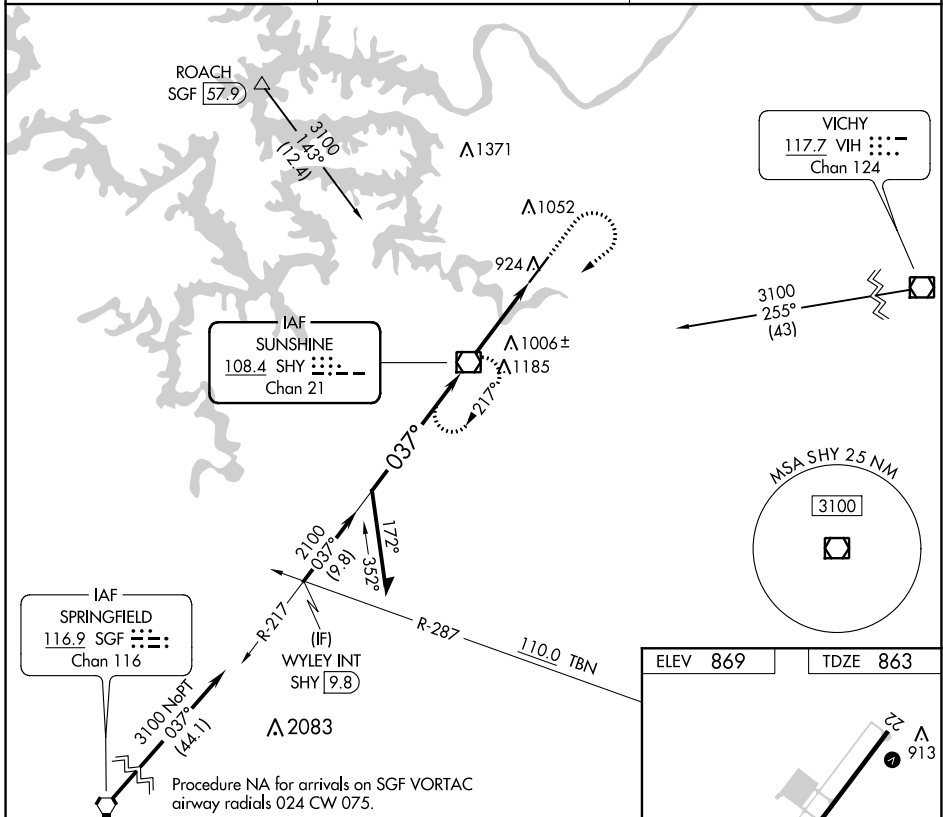 ROACH
SGF 57.9
3100
143°
(12.4)
1371
VICHY
117.7 VIH
Chan 124
1052
924
3100
255°
(43)
IAF
SUNSHINE
108.4 SHY
Chan 21
1006±
1185
217°
037°
MSA SHY 25 NM
3100
2100
037°
(9.8)
172°
352°
IAF
SPRINGFIELD
116.9 SGF
Chan 116
R-217
(IF)
WYLEY INT
SHY 9.8
R-287
110.0 TBN
3100 NoPT
037°
(44.1)
2083
Procedure NA for arrivals on SGF VORTAC
airway radials 024 CW 075.
ELEV 869
TDZE 863
22
913
V